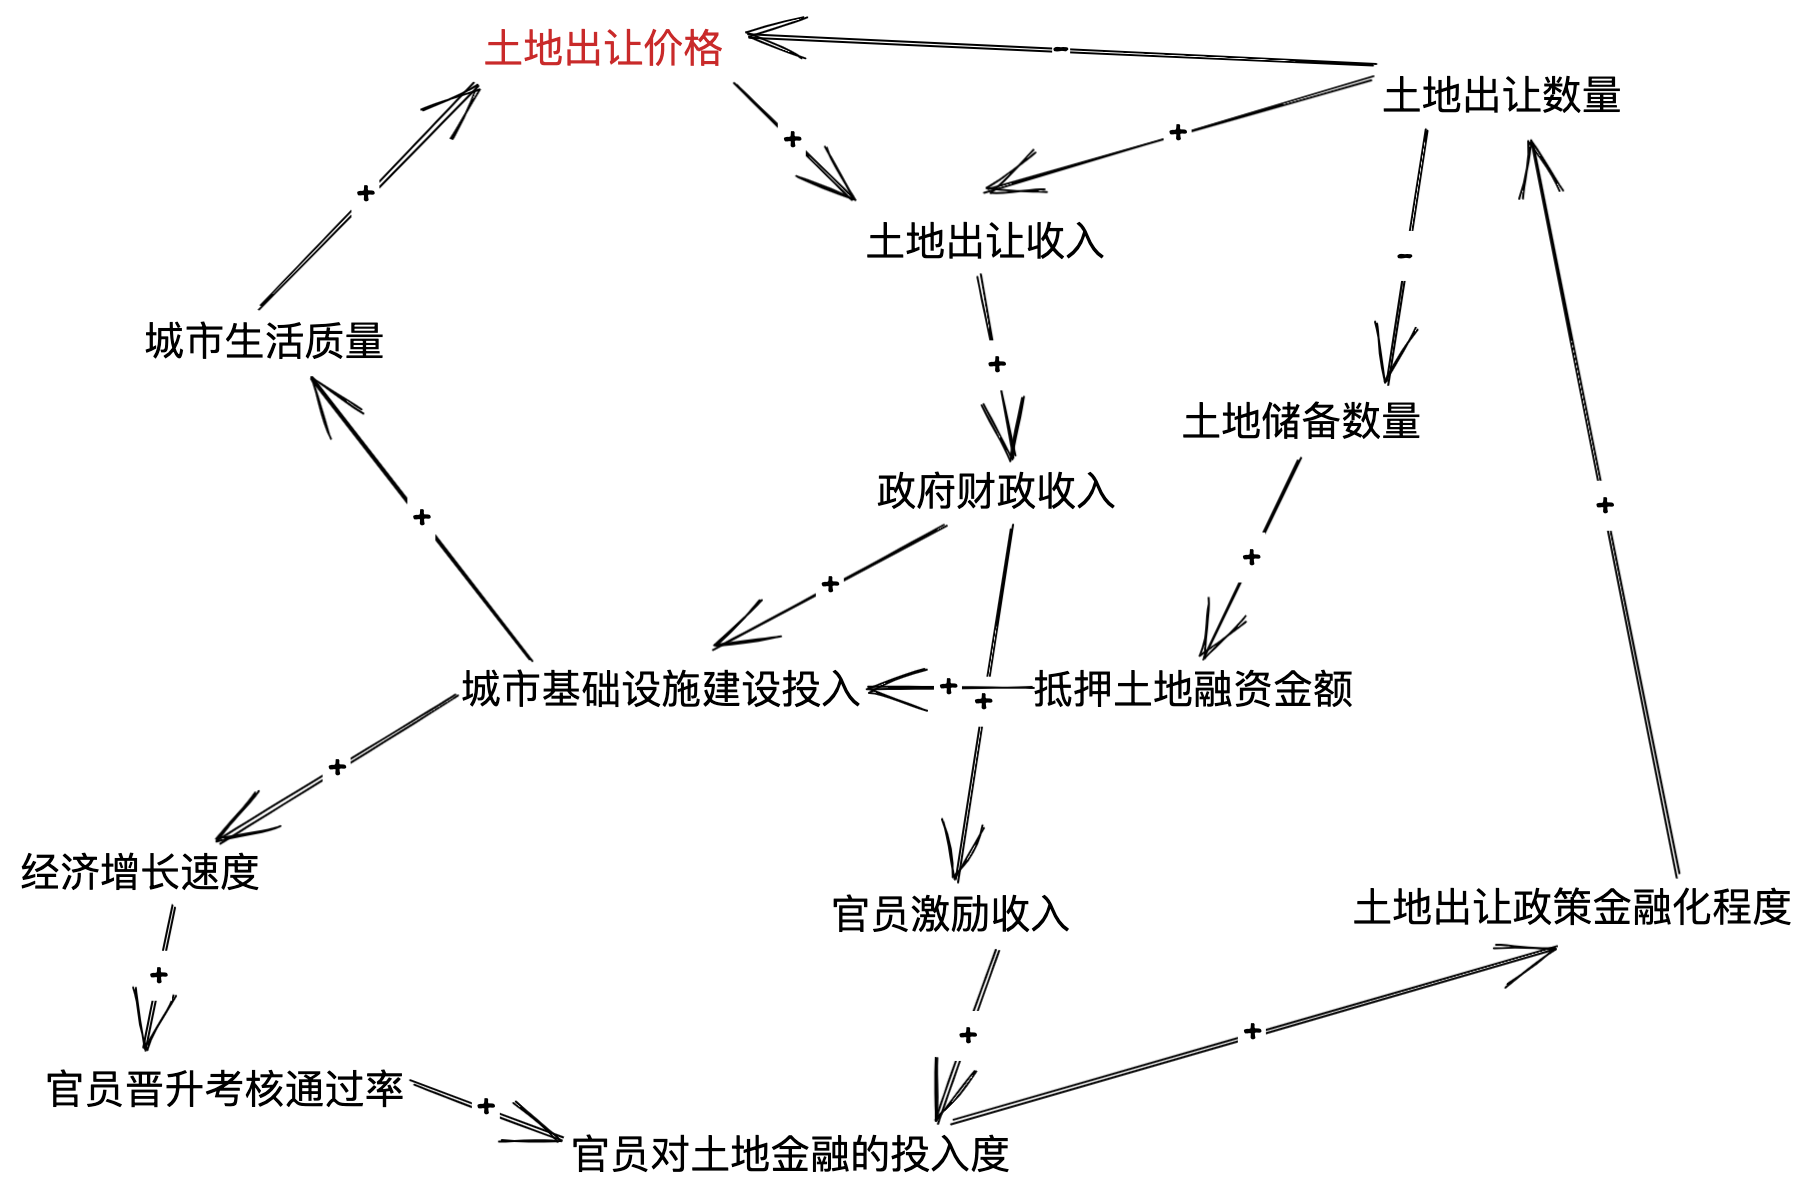 土地出让价格
-
土地出让数量
+
+
+
土地出让收入
-
城市生活质量
+
土地储备数量
政府财政收入
+
+
+
+
城市基础设施建设投入
+
抵押土地融资金额
+
+
经济增长速度
官员激励收入
土地出让政策金融化程度
+
+
+
官员晋升考核通过率
+
官员对土地金融的投入度